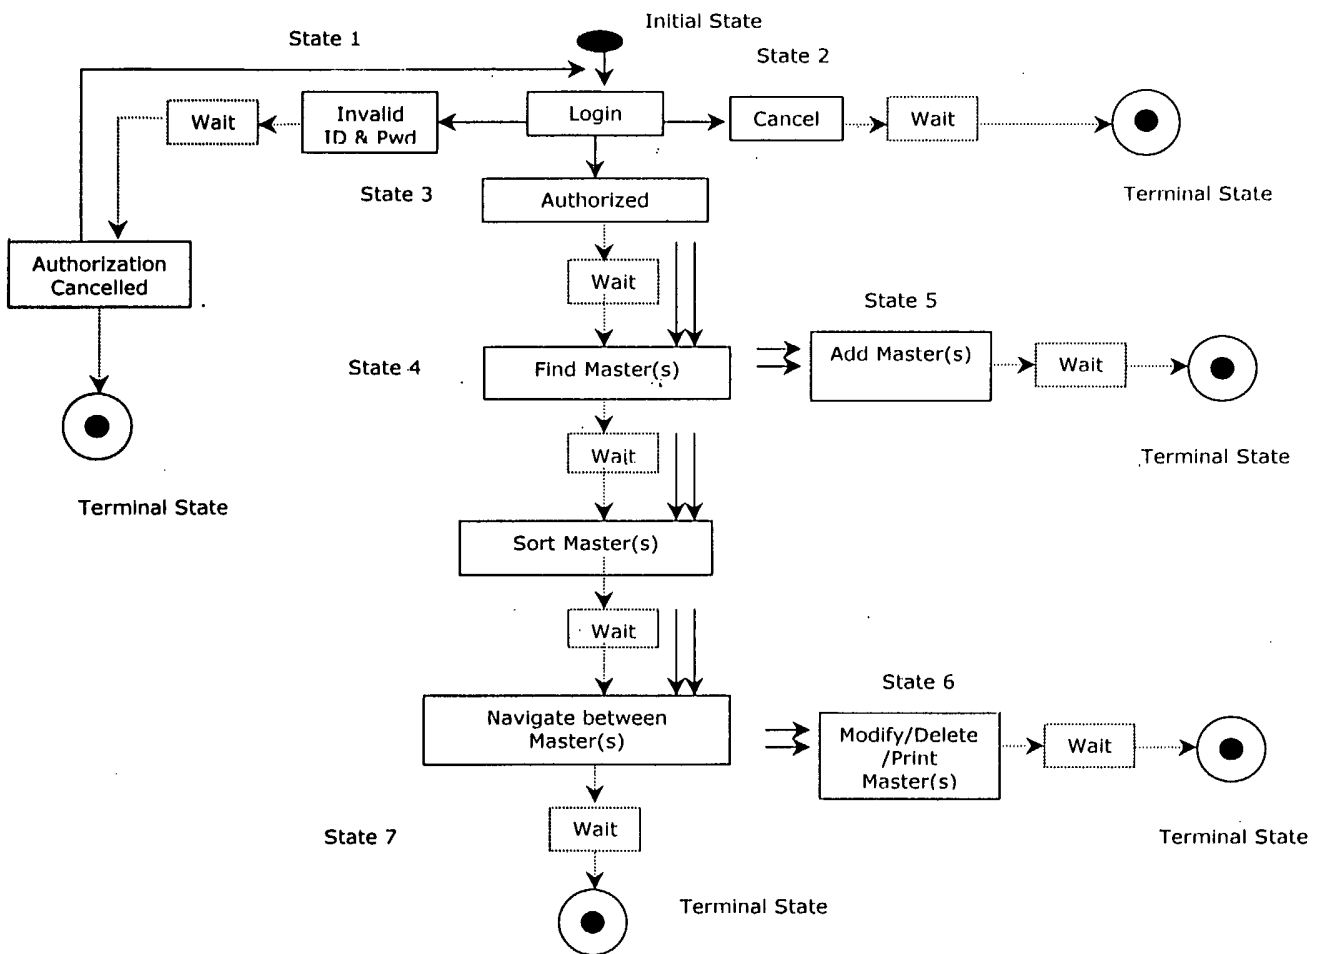 Initial State
State 1
State 2
Wait
Invalid
ID & Pwd
Login
Cancel
Wait
State 3
Authorized
Terminal State
Authorization
Cancelled
Wait
State 5
State 4
Find Master(s)
Add Master(s)
Wait
Wait
Terminal State
Terminal State
Sort Master(s)
Wait
State 6
Navigate between
Master(s)
Modify/Delete
/Print
Master(s)
Wait
State 7
Wait
Terminal State
Terminal State